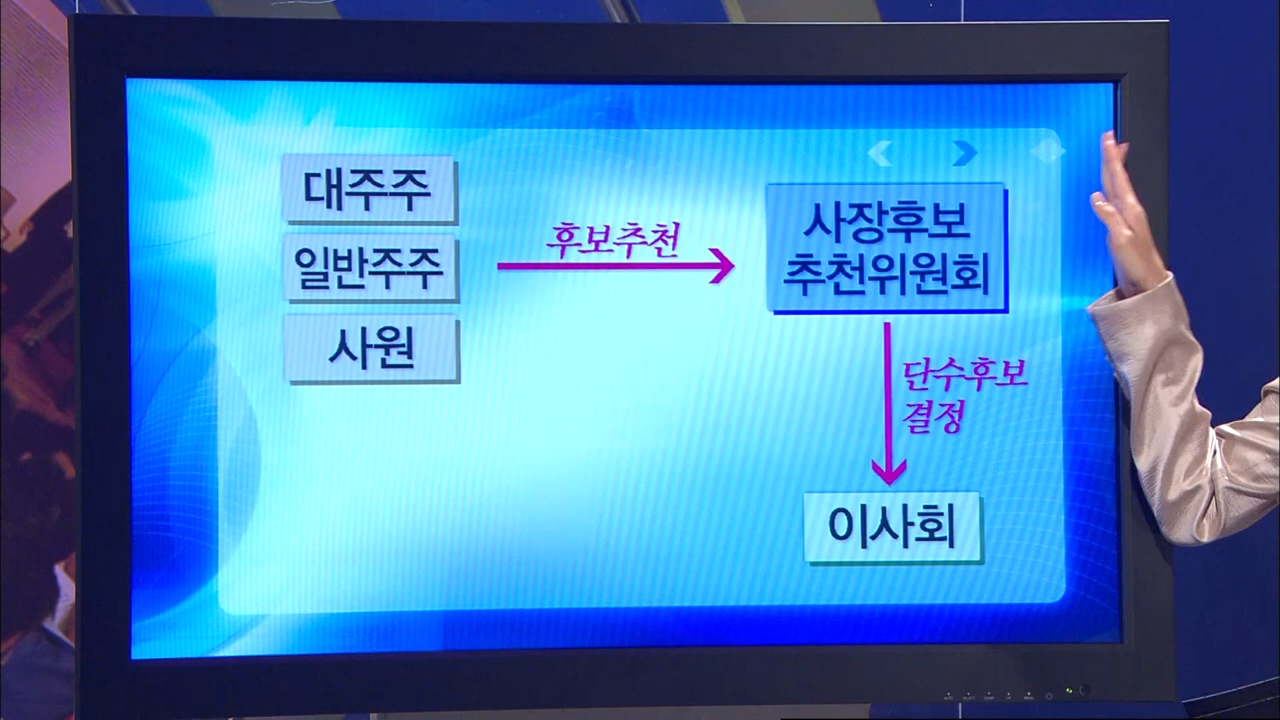 대주주
일반주주
사원
후보추천
사장후보
추천위원회
단수후보
결정
이사회